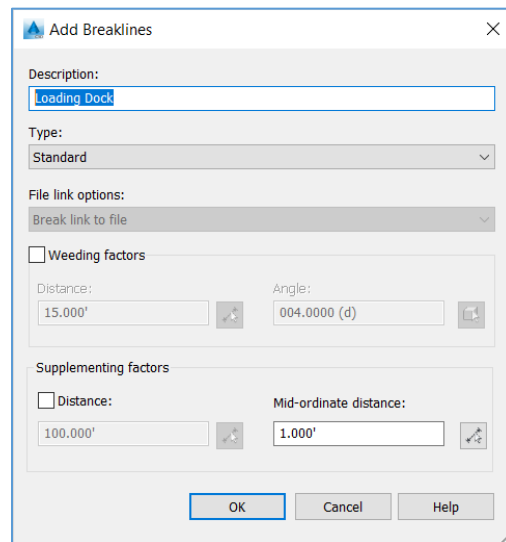 Add Breaklines
Description:
Loading Dock
Type:
Standard
File link options:
Break link to file
Weeding factors
Distance: Angle:
15.000' 004.0000 (d)
Supplementing factors
Distance: Mid-ordinate distance:
100.000' 1.000'
OK Cancel Help